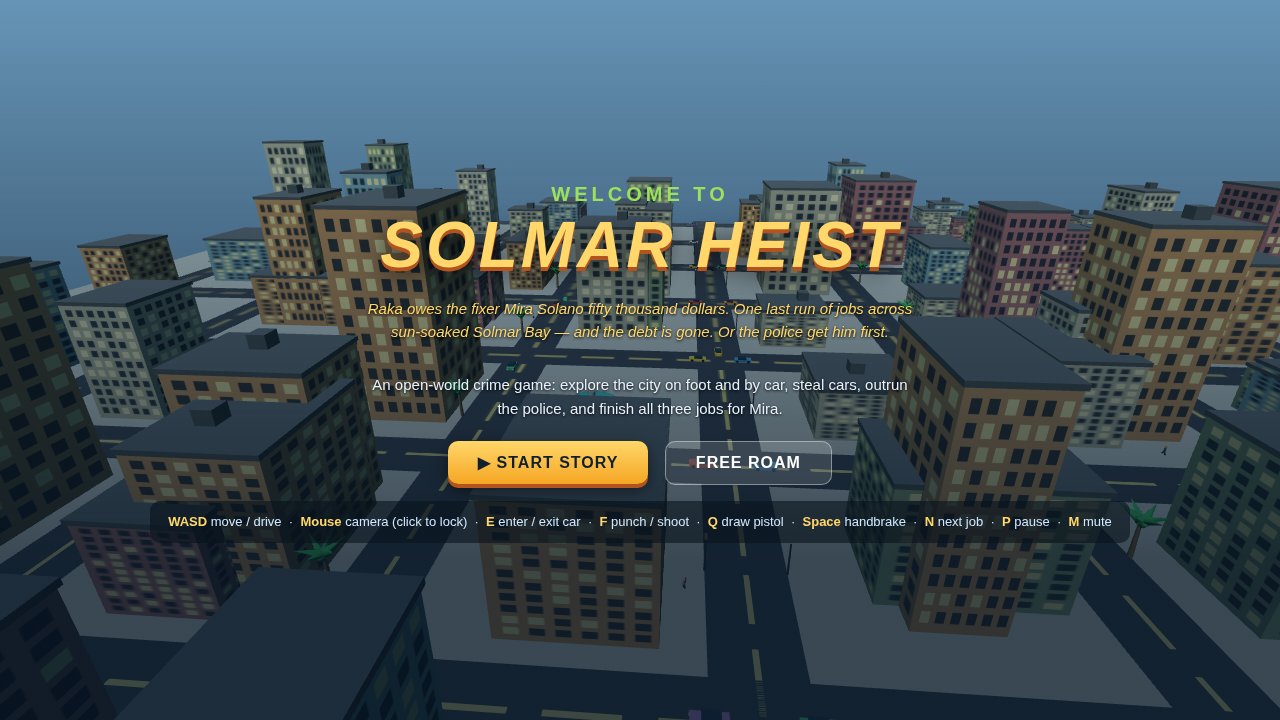 WELCOME TO
SOLMAR HEIST
Raka owes the fixer Mira Solano fifty thousand dollars. One last run of jobs across
sun-soaked Solmar Bay — and the debt is gone. Or the police get him first.
An open-world crime game: explore the city on foot and by car, steal cars, outrun
the police, and finish all three jobs for Mira.
▶ START STORY
FREE ROAM
WASD move / drive · Mouse camera (click to lock) · E enter / exit car · F punch / shoot · Q draw pistol · Space handbrake · N next job · P pause · M mute